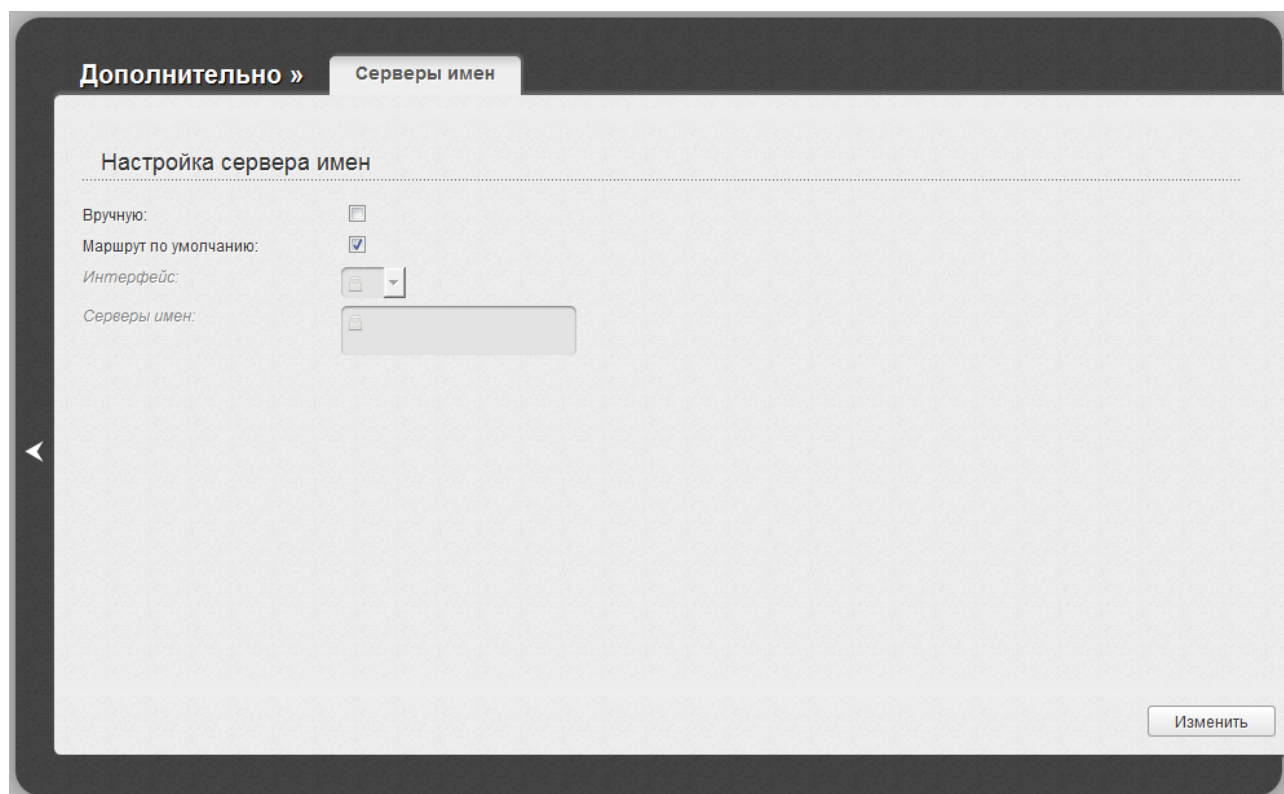 Дополнительно »
Серверы имен
Настройка сервера имен
Вручную:
Маршрут по умолчанию:
Интерфейс:
Серверы имен:
Изменить